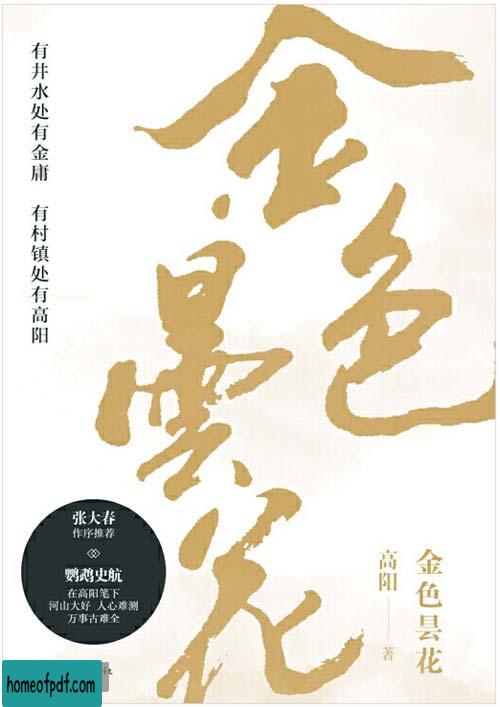 有井水处有金庸 有村镇处有高阳
金色曇花
张大春
作序推荐
鹦鹉史航
在高阳笔下
河山大好 人心难测
万事古难全
金色昙花
高阳——著
homeofpdf.com